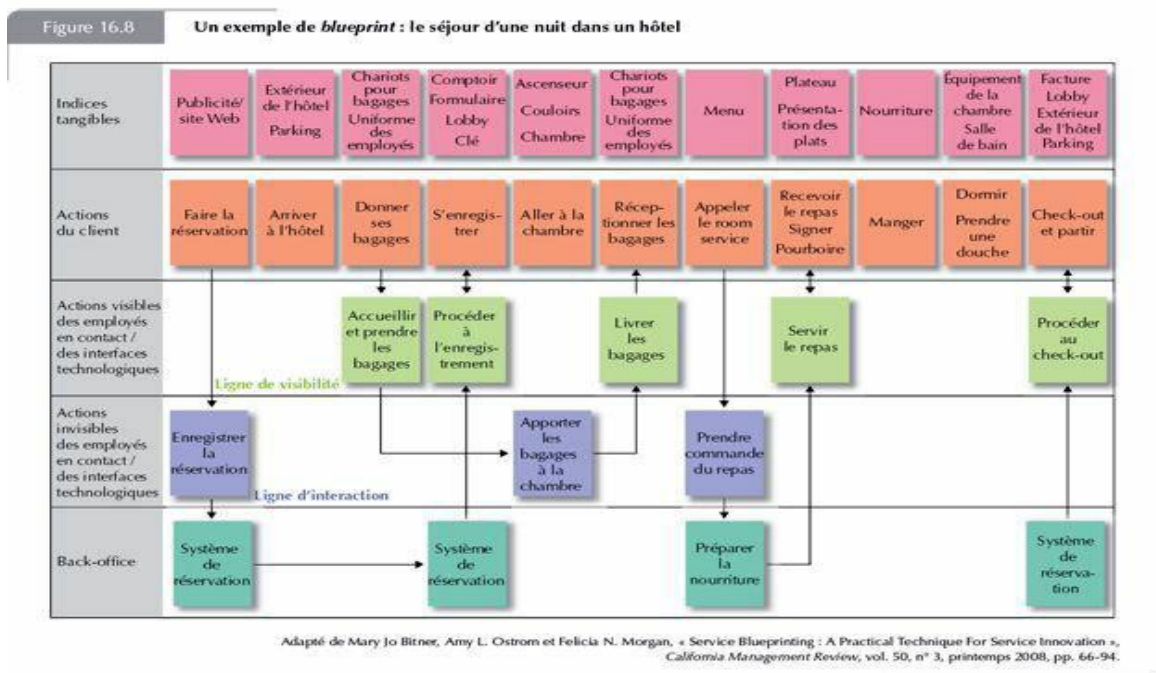 Figure 16.8
Un exemple de blueprint : le séjour d'une nuit dans un hôtel
Indices
tangibles
Publicité/
site Web
Extérieur
de l'hôtel
Parking
Chariots
pour
bagages
Uniforme
des
employés
Comptoir
Formulaire
Lobby
Clé
Ascenseur
Couloirs
Chambre
Chariots
pour
bagages
Uniforme
des
employés
Menu
Plateau
Présenta-
tion des
plats
Nourriture
Équipement
de la
chambre
Salle
de bain
Facture
Lobby
Extérieur
de l'hôtel
Parking
Actions
du client
Faire la
réservation
Arriver
à l'hôtel
Donner
ses
bagages
S'enregis-
trer
Aller à la
chambre
Récep-
tionner les
bagages
Appeler
le room
service
Recevoir
le repas
Signer
Pourboire
Manger
Dormir
Prendre
une
douche
Check-out
et partir
Actions visibles
des employés
en contact /
des interfaces
technologiques
Accueillir
et prendre
les
bagages
Procéder
à
l'enregis-
trement
Livrer
les
bagages
Servir
le repas
Procéder
au
check-out
Ligne de visibilité
Actions
invisibles
des employés
en contact /
des interfaces
technologiques
Enregistrer
la
réservation
Apporter
les
bagages
à la
chambre
Prendre
commande
du repas
Ligne d'interaction
Back-office
Système
de
réservation
Système
de
réservation
Préparer
la
nourriture
Système
de
réserva-
tion
Adapté de Mary Jo Bitner, Amy L. Ostrom et Felicia N. Morgan, « Service Blueprinting : A Practical Technique For Service Innovation »,
California Management Review, vol. 50, n° 3, printemps 2008, pp. 66-94.